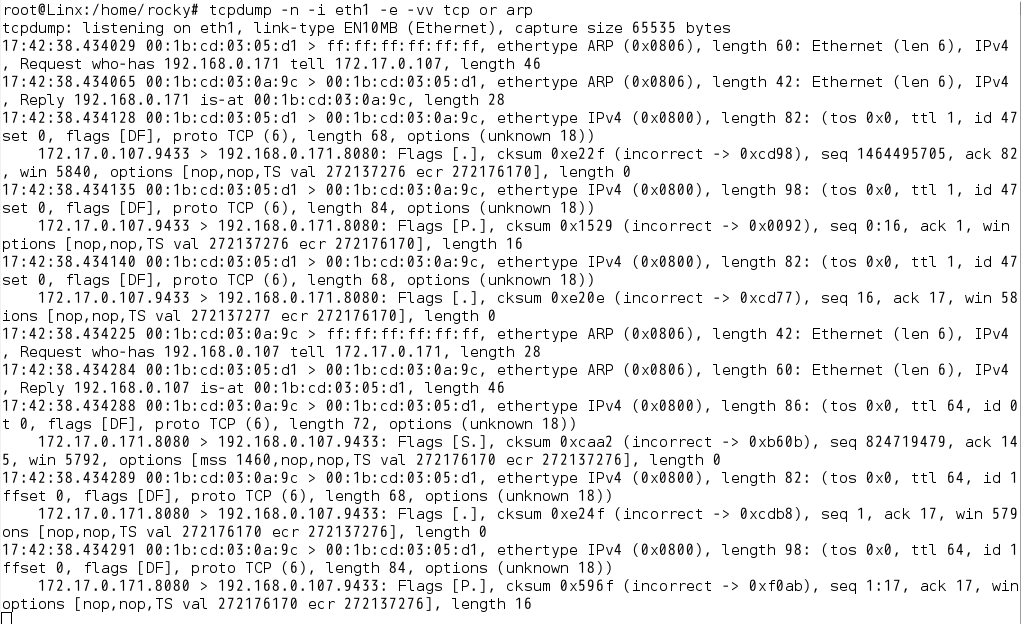 root@Linx:/home/rocky# tcpdump -n -i eth1 -e -vv tcp or arp
tcpdump: listening on eth1, link-type EN10MB (Ethernet), capture size 65535 bytes
17:42:38.434029 00:1b:cd:03:05:d1 > ff:ff:ff:ff:ff:ff, ethertype ARP (0x0806), length 60: Ethernet (len 6), IPv4
, Request who-has 192.168.0.171 tell 172.17.0.107, length 46
17:42:38.434065 00:1b:cd:03:0a:9c > 00:1b:cd:03:05:d1, ethertype ARP (0x0806), length 42: Ethernet (len 6), IPv4
, Reply 192.168.0.171 is-at 00:1b:cd:03:0a:9c, length 28
17:42:38.434128 00:1b:cd:03:05:d1 > 00:1b:cd:03:0a:9c, ethertype IPv4 (0x0800), length 82: (tos 0x0, ttl 1, id 47
set 0, flags [DF], proto TCP (6), length 68, options (unknown 18))
    172.17.0.107.9433 > 192.168.0.171.8080: Flags [.], cksum 0xe22f (incorrect -> 0xcd98), seq 1464495705, ack 82
, win 5840, options [nop,nop,TS val 272137276 ecr 272176170], length 0
17:42:38.434135 00:1b:cd:03:05:d1 > 00:1b:cd:03:0a:9c, ethertype IPv4 (0x0800), length 98: (tos 0x0, ttl 1, id 47
set 0, flags [DF], proto TCP (6), length 84, options (unknown 18))
    172.17.0.107.9433 > 192.168.0.171.8080: Flags [P.], cksum 0x1529 (incorrect -> 0x0092), seq 0:16, ack 1, win
ptions [nop,nop,TS val 272137276 ecr 272176170], length 16
17:42:38.434140 00:1b:cd:03:05:d1 > 00:1b:cd:03:0a:9c, ethertype IPv4 (0x0800), length 82: (tos 0x0, ttl 1, id 47
set 0, flags [DF], proto TCP (6), length 68, options (unknown 18))
    172.17.0.107.9433 > 192.168.0.171.8080: Flags [.], cksum 0xe20e (incorrect -> 0xcd77), seq 16, ack 17, win 58
ions [nop,nop,TS val 272137277 ecr 272176170], length 0
17:42:38.434225 00:1b:cd:03:0a:9c > ff:ff:ff:ff:ff:ff, ethertype ARP (0x0806), length 42: Ethernet (len 6), IPv4
, Request who-has 192.168.0.107 tell 172.17.0.171, length 28
17:42:38.434284 00:1b:cd:03:05:d1 > 00:1b:cd:03:0a:9c, ethertype ARP (0x0806), length 60: Ethernet (len 6), IPv4
, Reply 192.168.0.107 is-at 00:1b:cd:03:05:d1, length 46
17:42:38.434288 00:1b:cd:03:0a:9c > 00:1b:cd:03:05:d1, ethertype IPv4 (0x0800), length 86: (tos 0x0, ttl 64, id 0
t 0, flags [DF], proto TCP (6), length 72, options (unknown 18))
    172.17.0.171.8080 > 192.168.0.107.9433: Flags [S.], cksum 0xcaa2 (incorrect -> 0xb60b), seq 824719479, ack 14
5, win 5792, options [mss 1460,nop,nop,TS val 272176170 ecr 272137276], length 0
17:42:38.434289 00:1b:cd:03:0a:9c > 00:1b:cd:03:05:d1, ethertype IPv4 (0x0800), length 82: (tos 0x0, ttl 64, id 1
ffset 0, flags [DF], proto TCP (6), length 68, options (unknown 18))
    172.17.0.171.8080 > 192.168.0.107.9433: Flags [.], cksum 0xe24f (incorrect -> 0xcdb8), seq 1, ack 17, win 579
ons [nop,nop,TS val 272176170 ecr 272137276], length 0
17:42:38.434291 00:1b:cd:03:0a:9c > 00:1b:cd:03:05:d1, ethertype IPv4 (0x0800), length 98: (tos 0x0, ttl 64, id 1
ffset 0, flags [DF], proto TCP (6), length 84, options (unknown 18))
    172.17.0.171.8080 > 192.168.0.107.9433: Flags [P.], cksum 0x596f (incorrect -> 0xf0ab), seq 1:17, ack 17, win
options [nop,nop,TS val 272176170 ecr 272137276], length 16